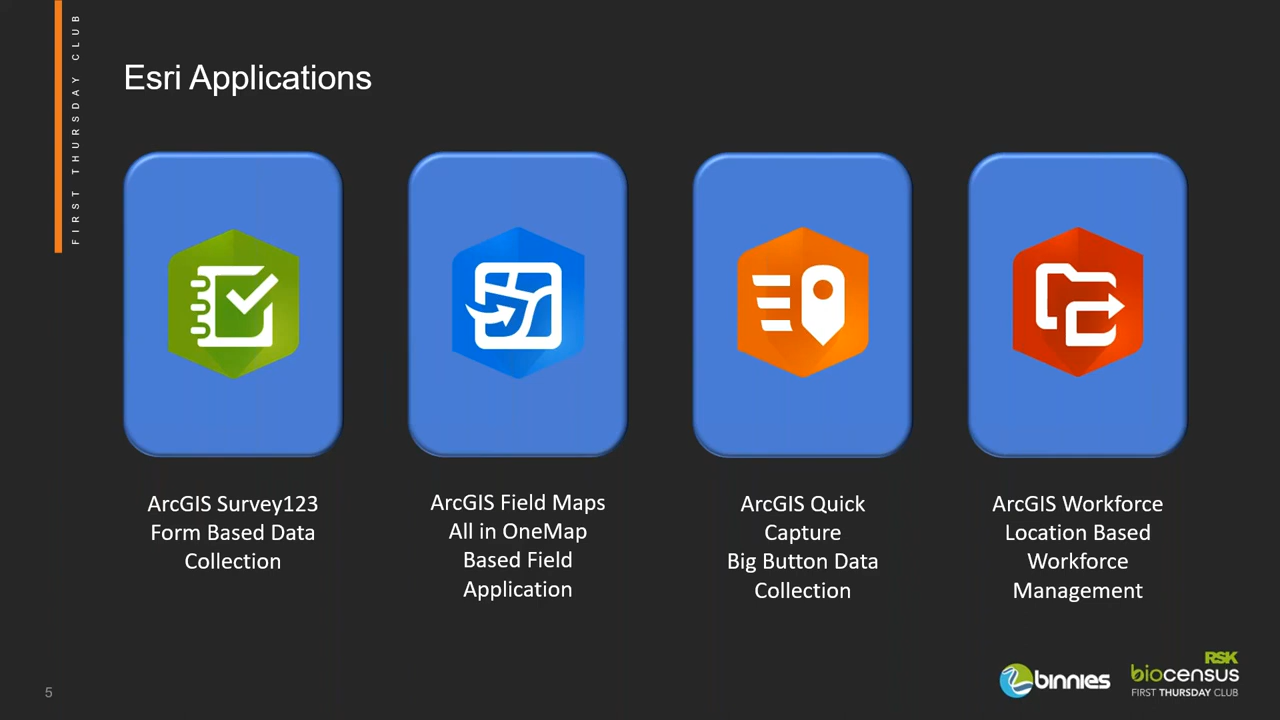 FIRST THURSDAY CLUB
Esri Applications
ArcGIS Survey123
Form Based Data
Collection
ArcGIS Field Maps
All in OneMap
Based Field
Application
ArcGIS Quick
Capture
Big Button Data
Collection
ArcGIS Workforce
Location Based
Workforce
Management
5
binnies
RSK
biocensus
FIRST THURSDAY CLUB